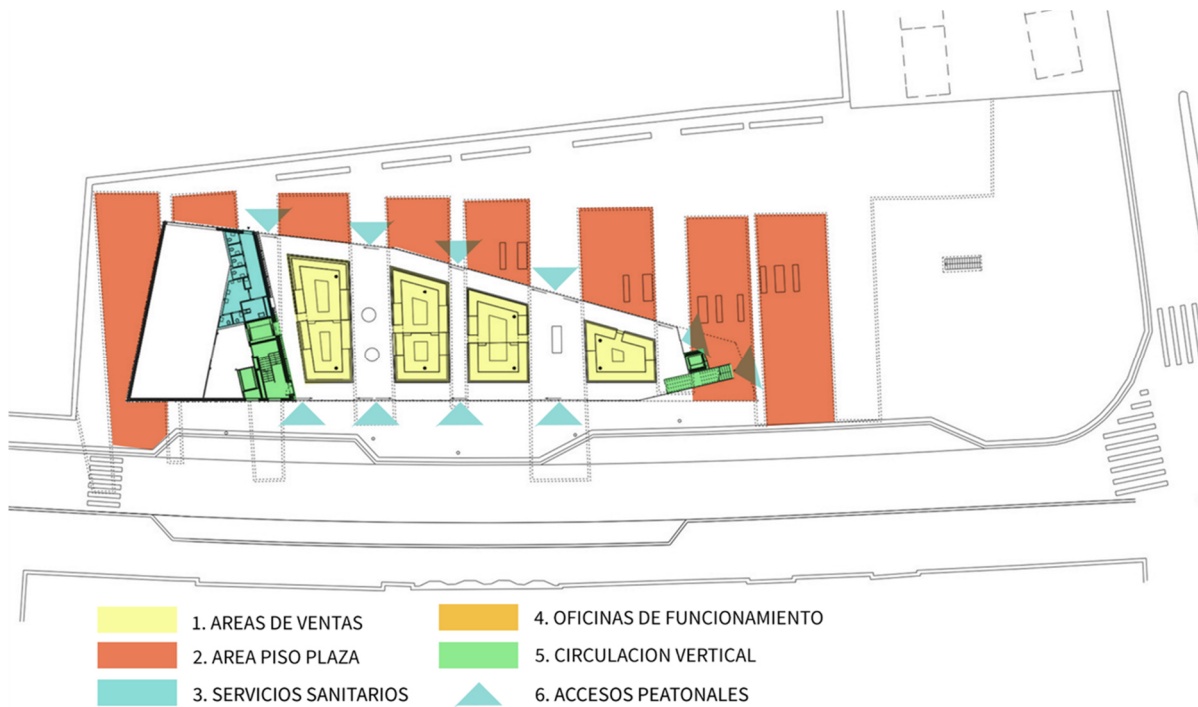 1. AREAS DE VENTAS
2. AREA PISO PLAZA
3. SERVICIOS SANITARIOS
4. OFICINAS DE FUNCIONAMIENTO
5. CIRCULACION VERTICAL
6. ACCESOS PEATONALES